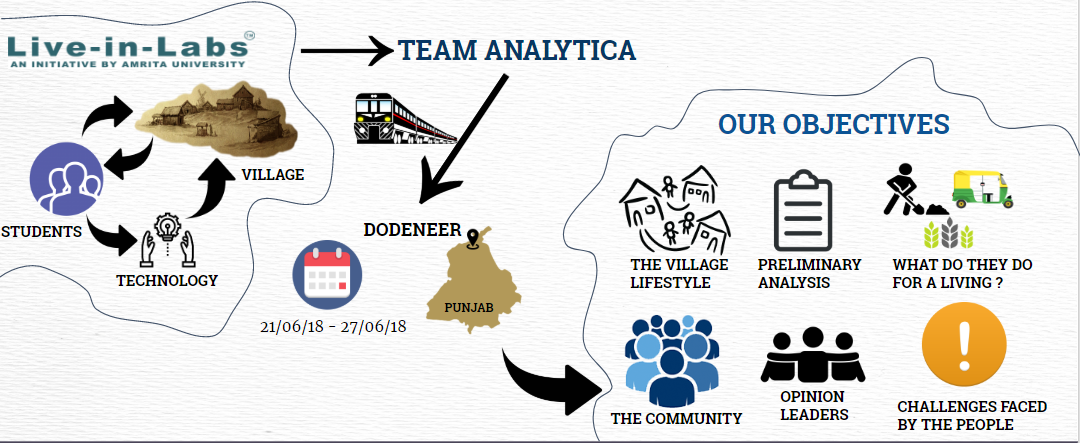 Live-in-Labs™
AN INITIATIVE BY AMRITA UNIVERSITY
VILLAGE
STUDENTS
TECHNOLOGY
TEAM ANALYTICA
DODENEER
PUNJAB
21/06/18 - 27/06/18
OUR OBJECTIVES
THE VILLAGE
LIFESTYLE
PRELIMINARY
ANALYSIS
WHAT DO THEY DO
FOR A LIVING ?
THE COMMUNITY
OPINION
LEADERS
CHALLENGES FACED
BY THE PEOPLE